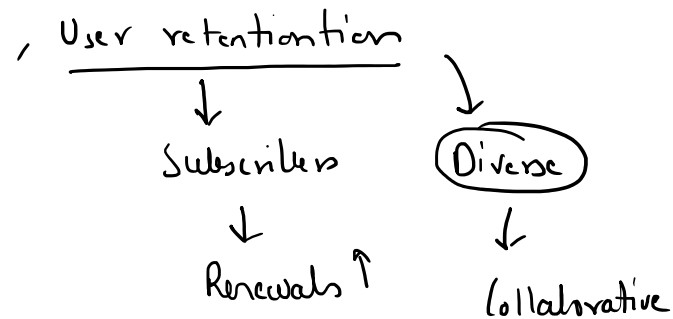 User retentiontion
Subscribers
Diverse
Renewals ↑
Collaborative